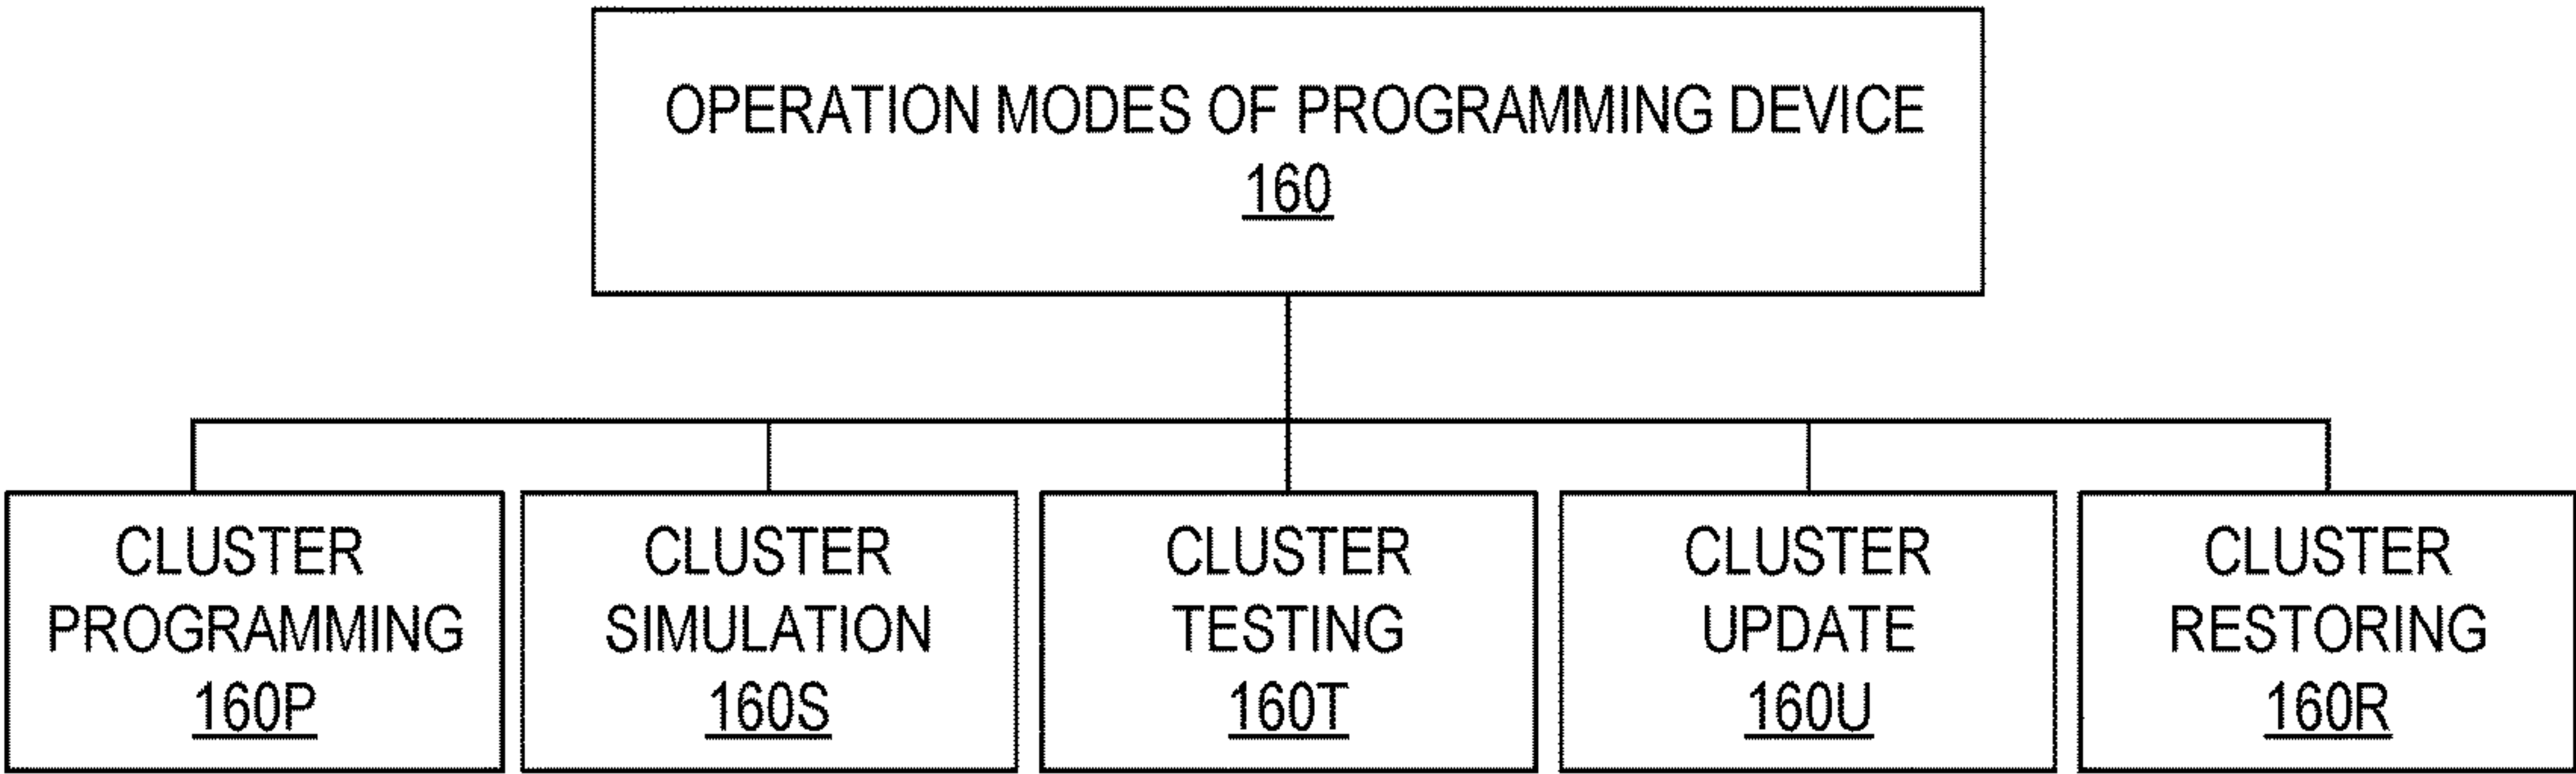 OPERATION MODES OF PROGRAMMING DEVICE
160
CLUSTER
PROGRAMMING
160P
CLUSTER
SIMULATION
160S
CLUSTER
TESTING
160T
CLUSTER
UPDATE
160U
CLUSTER
RESTORING
160R